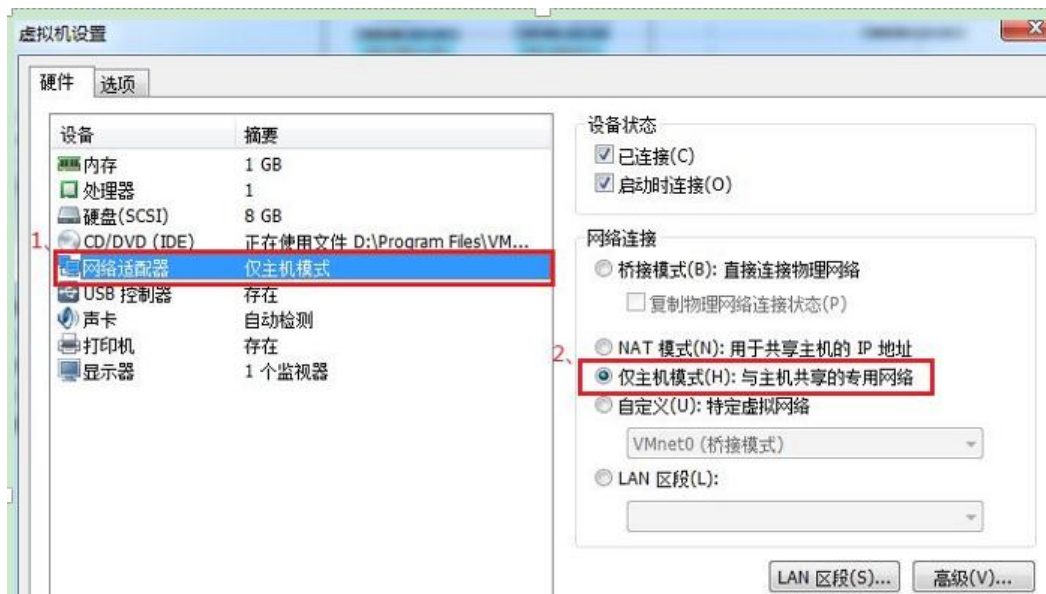 虚拟机设置
硬件 选项
设备 摘要
内存 1 GB
处理器 1
硬盘(SCSI) 8 GB
1、 CD/DVD (IDE) 正在使用文件 D:\Program Files\VM...
网络适配器 仅主机模式
USB 控制器 存在
声卡 自动检测
打印机 存在
显示器 1 个监视器
设备状态
已连接(C)
启动时连接(O)
网络连接
桥接模式(B): 直接连接物理网络
复制物理网络连接状态(P)
2、 NAT 模式(N): 用于共享主机的 IP 地址
仅主机模式(H): 与主机共享的专用网络
自定义(U): 特定虚拟网络
VMnet0 (桥接模式)
LAN 区段(L):
LAN 区段(S)... 高级(V)...